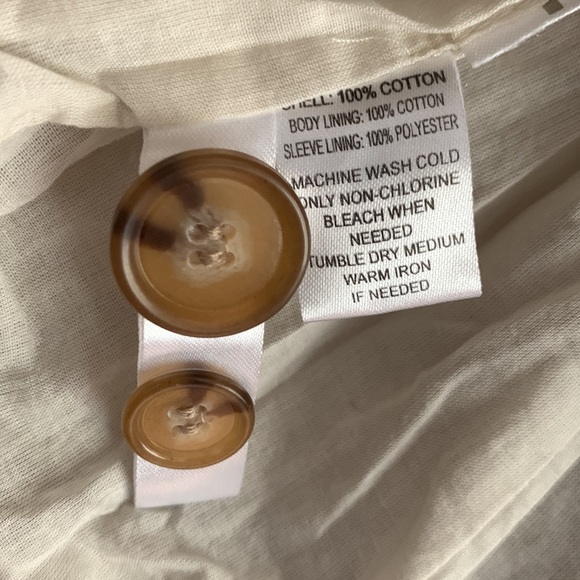 SHELL: 100% COTTON
BODY LINING: 100% COTTON
SLEEVE LINING: 100% POLYESTER
MACHINE WASH COLD
ONLY NON-CHLORINE
BLEACH WHEN
NEEDED
TUMBLE DRY MEDIUM
WARM IRON
IF NEEDED